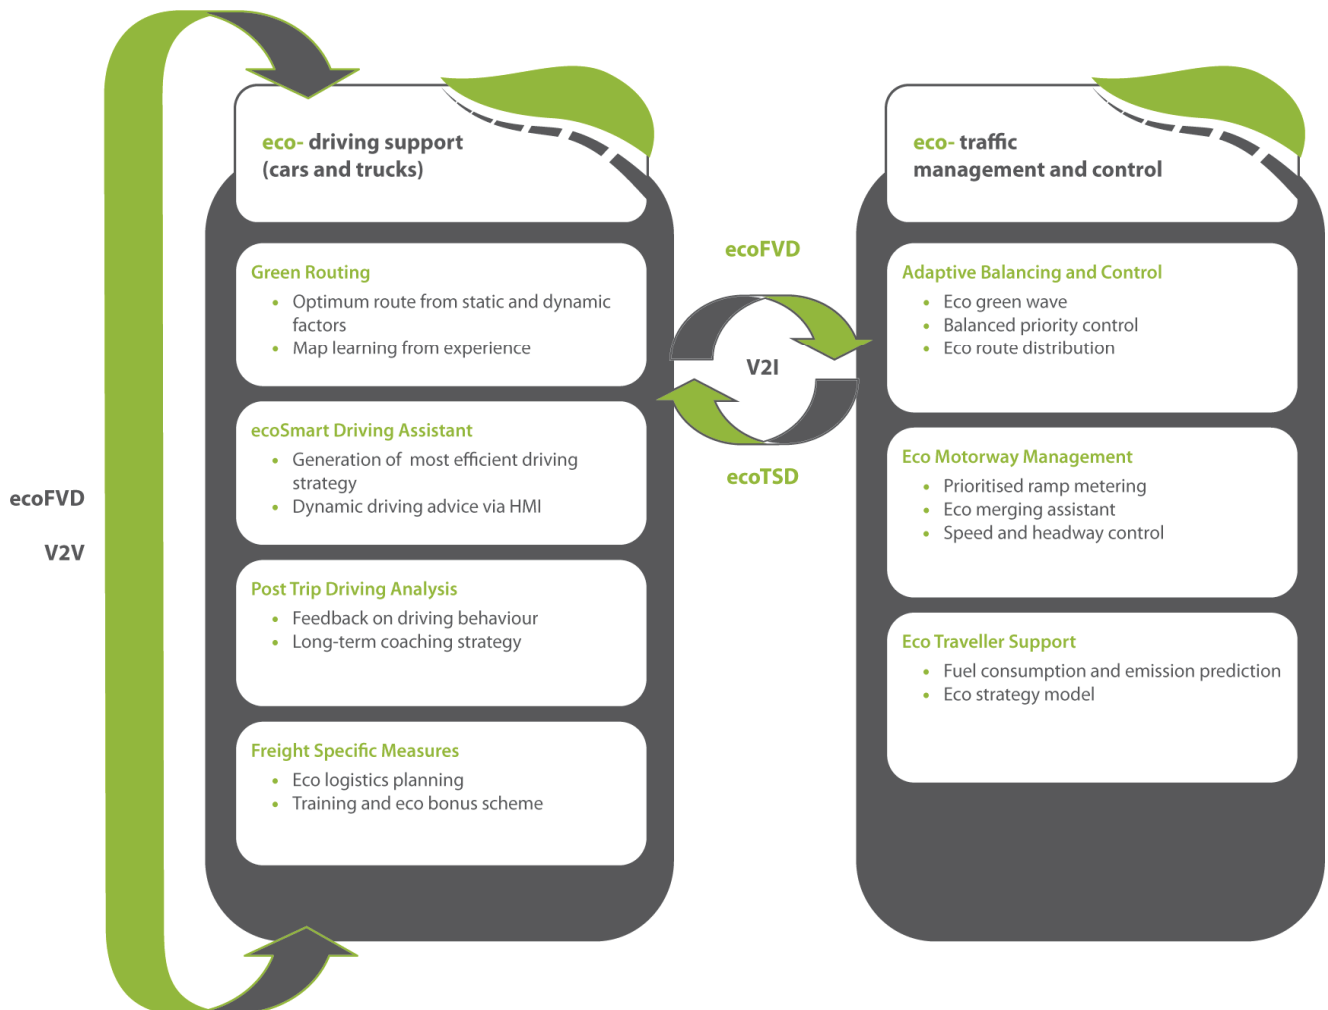 eco- driving support
(cars and trucks)
Green Routing
• Optimum route from static and dynamic
factors
• Map learning from experience
ecoSmart Driving Assistant
• Generation of most efficient driving
strategy
• Dynamic driving advice via HMI
Post Trip Driving Analysis
• Feedback on driving behaviour
• Long-term coaching strategy
Freight Specific Measures
• Eco logistics planning
• Training and eco bonus scheme
ecoFVD
V2V
ecoFVD
V2I
ecoTSD
eco- traffic
management and control
Adaptive Balancing and Control
• Eco green wave
• Balanced priority control
• Eco route distribution
Eco Motorway Management
• Prioritised ramp metering
• Eco merging assistant
• Speed and headway control
Eco Traveller Support
• Fuel consumption and emission prediction
• Eco strategy model